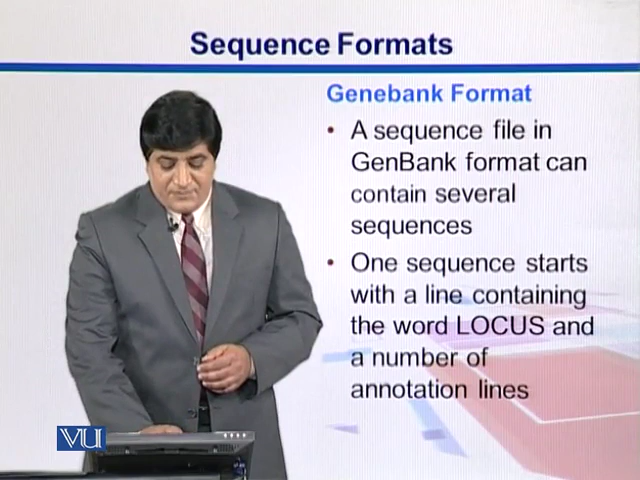 Sequence Formats
Genebank Format
• A sequence file in
GenBank format can
contain several
sequences
• One sequence starts
with a line containing
the word LOCUS and
a number of
annotation lines
VU